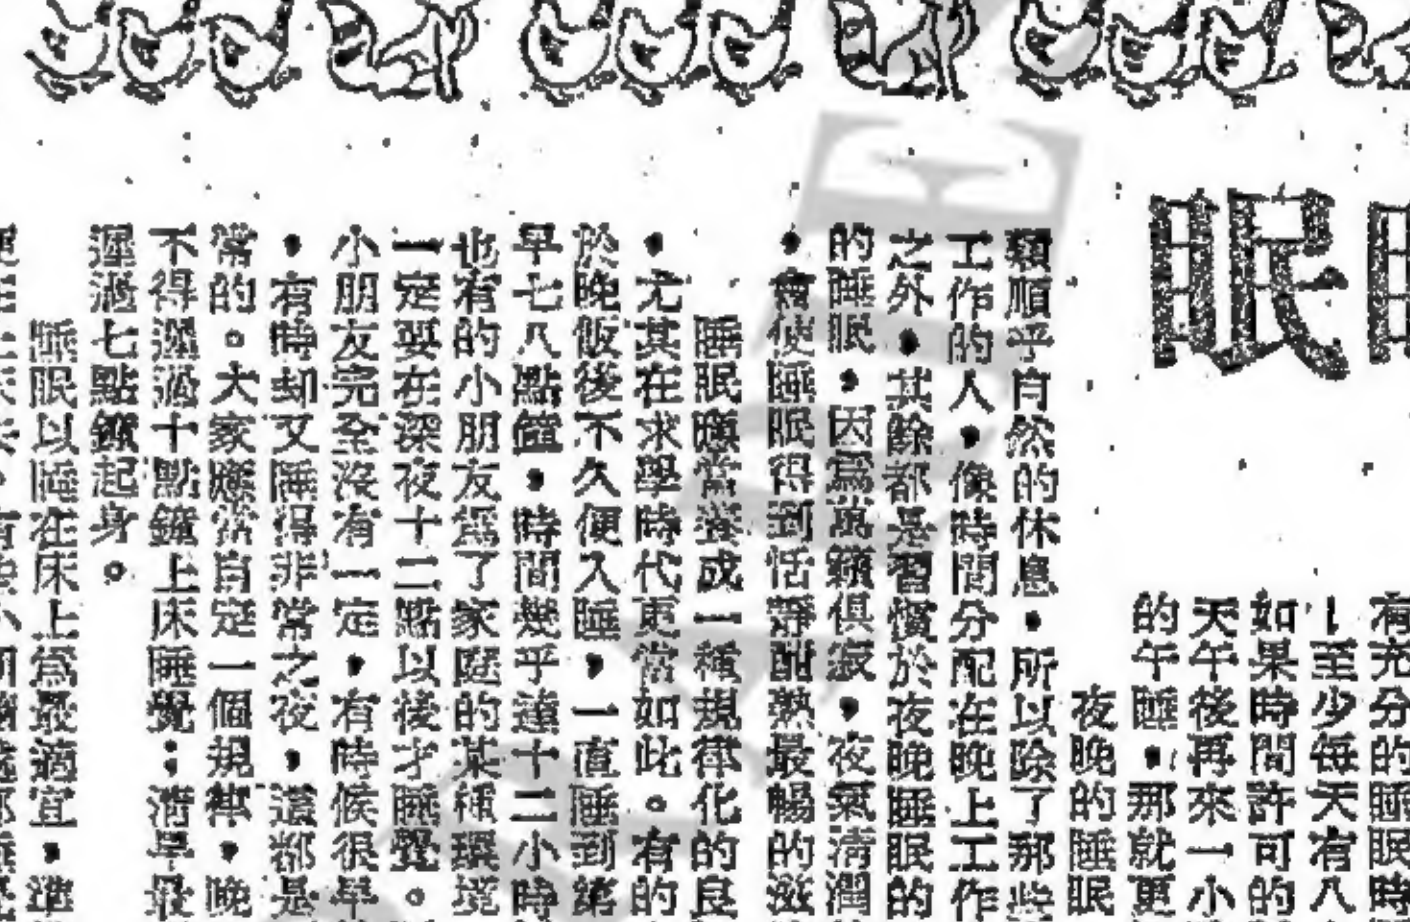 眠
有充分的睡眠時
至少每天有八
如果時間許可的
天午後再來一小
的午睡，那就更
夜晚的睡眠
順乎自然的休息，所以除了那些
工作的人，像時間分配在晚上工作
之外，其餘都是習慣於夜晚睡眠的
的睡眠，因爲萬籟俱寂，夜氣清潤
，會使睡眠得到恬靜酣熟最暢的滋
睡眠應當養成一種規律化的良
，尤其在求學時代更當如此。有的
於晚飯後不久便入睡，一直睡到第
早七八點鐘，時間幾乎達十二小時
也有的小朋友爲了家庭的某種環境
一定要在深夜十二點以後才睡覺。
小朋友完全沒有一定，有時候很早
，有時却又睡得非常之夜，這都是
常的。大家應當自定一個規律，晚
不得遲過十點鐘上床睡覺；清早最
遲過七點鐘起身。
睡眠以睡在床上爲最適宜，準